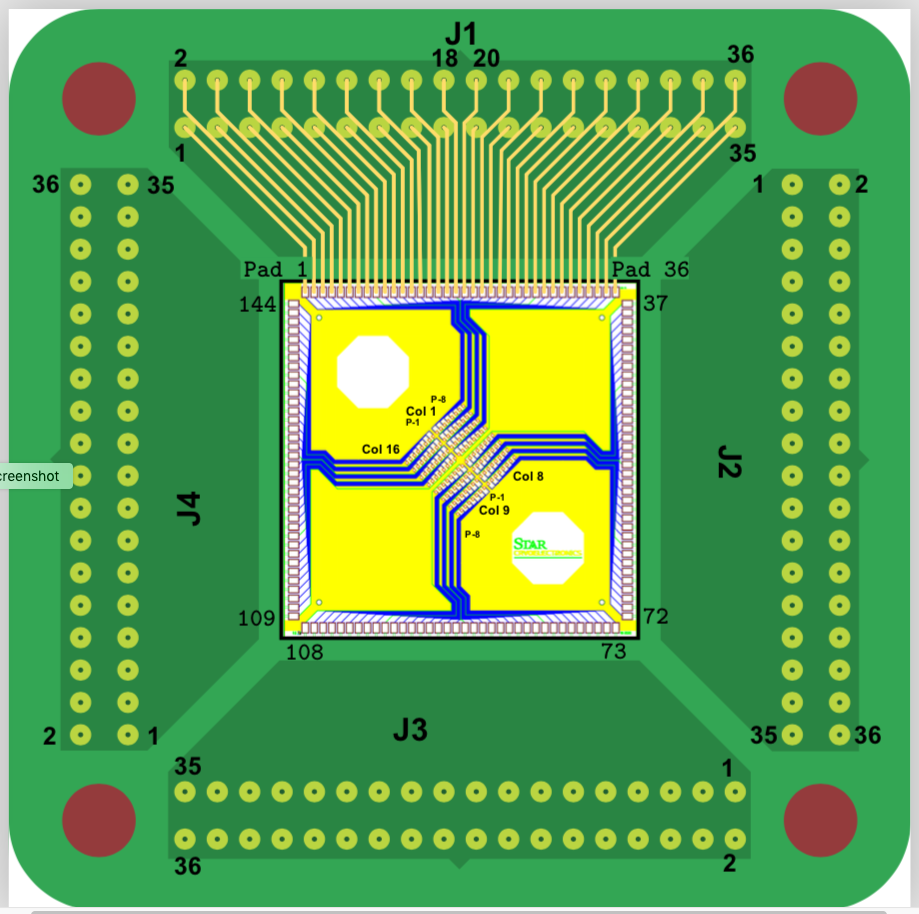 J1
2
18 20
36
1
35
36 35
1 2
Pad 1
Pad 36
144
37
P-8
Col 1
P-1
Col 16
Col 8
P-1
Col 9
P-8
creenshot
J4
J2
STAR
109
72
108
73
2 1
35 36
J3
35
1
36
2